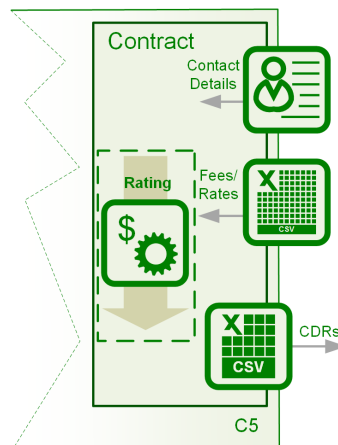 Contract
Contact
Details
Fees/
Rates
Rating
$
X
CSV
X
CSV
CDRs
C5